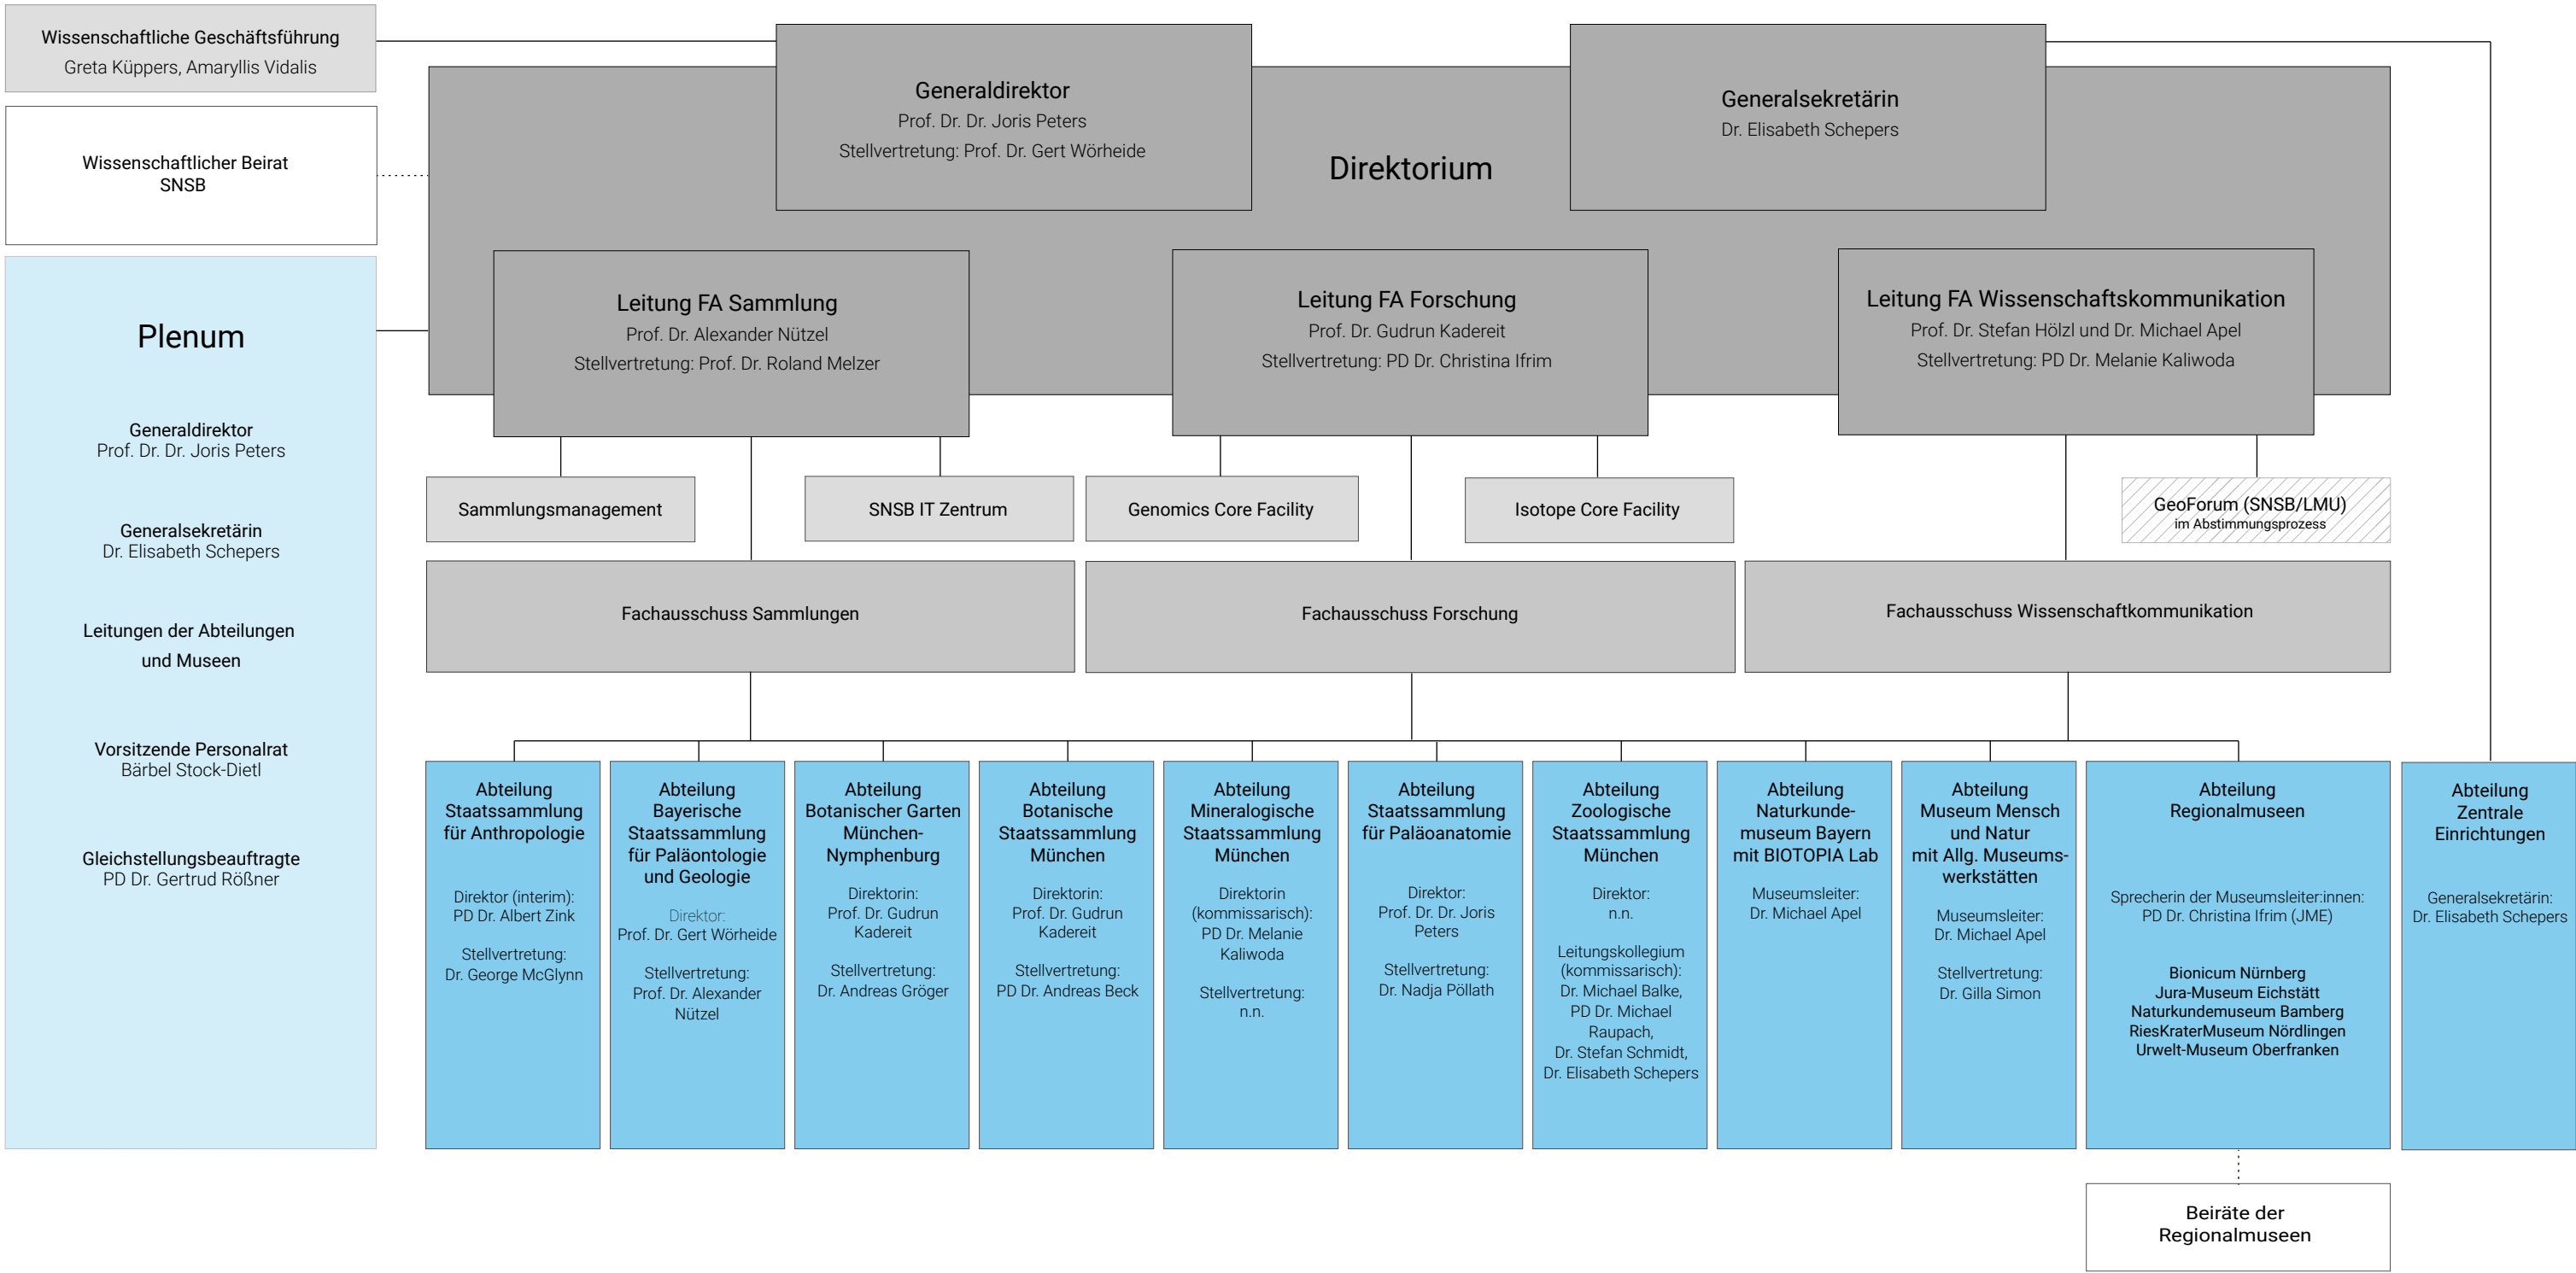 Wissenschaftliche Geschäftsführung
Greta Küppers, Amaryllis Vidalis
Wissenschaftlicher Beirat
SNSB
Plenum
Generaldirektor
Prof. Dr. Dr. Joris Peters
Generalsekretärin
Dr. Elisabeth Schepers
Leitungen der Abteilungen
und Museen
Vorsitzende Personalrat
Bärbel Stock-Dietl
Gleichstellungsbeauftragte
PD Dr. Gertrud Rößner
Direktorium
Generaldirektor
Prof. Dr. Dr. Joris Peters
Stellvertretung: Prof. Dr. Gert Wörheide
Generalsekretärin
Dr. Elisabeth Schepers
Leitung FA Sammlung
Prof. Dr. Alexander Nützel
Stellvertretung: Prof. Dr. Roland Melzer
Leitung FA Forschung
Prof. Dr. Gudrun Kadereit
Stellvertretung: PD Dr. Christina Ifrim
Leitung FA Wissenschaftskommunikation
Prof. Dr. Stefan Hölzl und Dr. Michael Apel
Stellvertretung: PD Dr. Melanie Kaliwoda
Sammlungsmanagement
SNSB IT Zentrum
Genomics Core Facility
Isotope Core Facility
GeoForum (SNSB/LMU)
im Abstimmungsprozess
Fachausschuss Sammlungen
Fachausschuss Forschung
Fachausschuss Wissenschaftkommunikation
Abteilung
Staatssammlung
für Anthropologie
Direktor (interim):
PD Dr. Albert Zink
Stellvertretung:
Dr. George McGlynn
Abteilung
Bayerische
Staatssammlung
für Paläontologie
und Geologie
Direktor:
Prof. Dr. Gert Wörheide
Stellvertretung:
Prof. Dr. Alexander
Nützel
Abteilung
Botanischer Garten
München-
Nymphenburg
Direktorin:
Prof. Dr. Gudrun
Kadereit
Stellvertretung:
Dr. Andreas Gröger
Abteilung
Botanische
Staatssammlung
München
Direktorin:
Prof. Dr. Gudrun
Kadereit
Stellvertretung:
PD Dr. Andreas Beck
Abteilung
Mineralogische
Staatssammlung
München
Direktorin
(kommissarisch):
PD Dr. Melanie
Kaliwoda
Stellvertretung:
n.n.
Abteilung
Staatssammlung
für Paläoanatomie
Direktor:
Prof. Dr. Dr. Joris
Peters
Stellvertretung:
Dr. Nadja Pöllath
Abteilung
Zoologische
Staatssammlung
München
Direktor:
n.n.
Leitungskollegium
(kommissarisch):
Dr. Michael Balke,
PD Dr. Michael
Raupach,
Dr. Stefan Schmidt,
Dr. Elisabeth Schepers
Abteilung
Naturkunde-
museum Bayern
mit BIOTOPIA Lab
Museumsleiter:
Dr. Michael Apel
Abteilung
Museum Mensch
und Natur
mit Allg. Museums-
werkstätten
Museumsleiter:
Dr. Michael Apel
Stellvertretung:
Dr. Gilla Simon
Abteilung
Regionalmuseen
Sprecherin der Museumsleiter:innen:
PD Dr. Christina Ifrim (JME)
Bionicum Nürnberg
Jura-Museum Eichstätt
Naturkundemuseum Bamberg
RiesKraterMuseum Nördlingen
Urwelt-Museum Oberfranken
Abteilung
Zentrale
Einrichtungen
Generalsekretärin:
Dr. Elisabeth Schepers
Beiräte der
Regionalmuseen